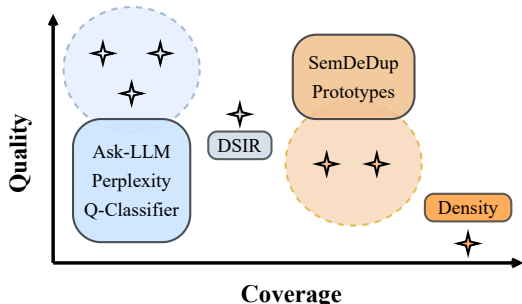 Quality
Ask-LLM
Perplexity
Q-Classifier
DSIR
SemDeDup
Prototypes
Density
Coverage